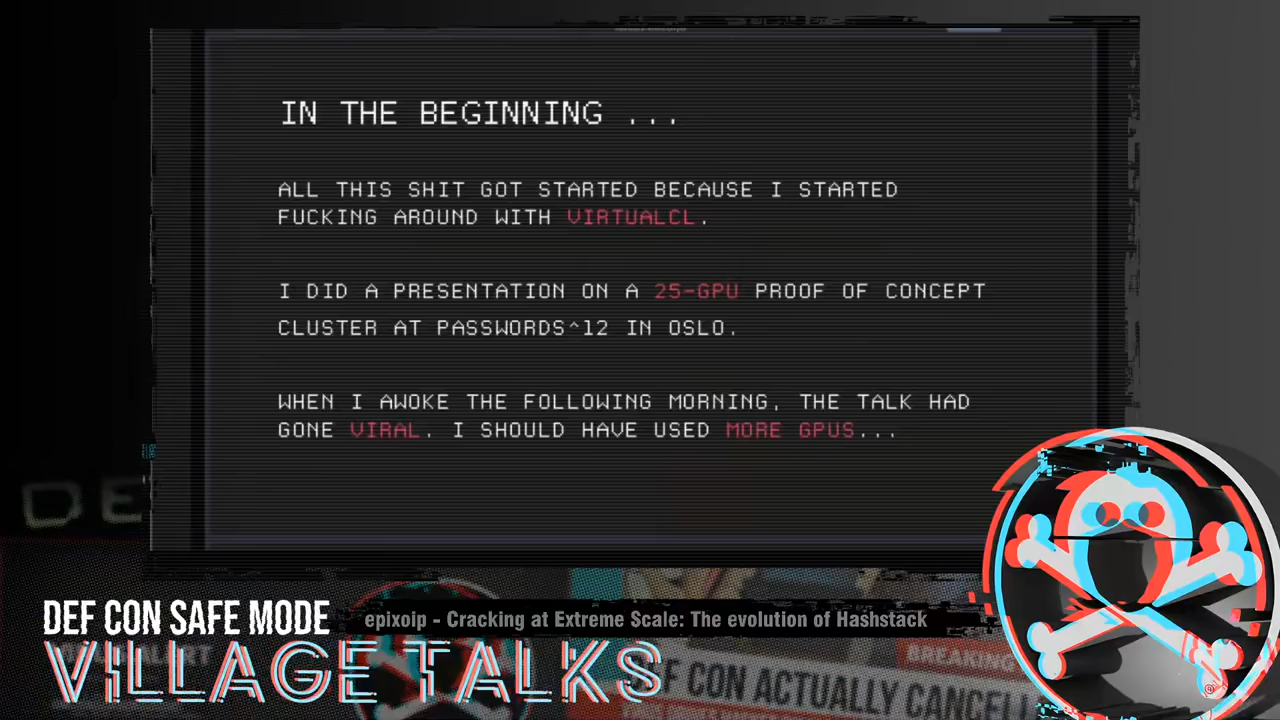 IN THE BEGINNING ...
ALL THIS SHIT GOT STARTED BECAUSE I STARTED
FUCKING AROUND WITH VIRTUALCL.
I DID A PRESENTATION ON A 25-GPU PROOF OF CONCEPT
CLUSTER AT PASSWORDS^12 IN OSLO.
WHEN I AWOKE THE FOLLOWING MORNING, THE TALK HAD
GONE VIRAL. I SHOULD HAVE USED MORE GPUS...
DE
DEF CON SAFE MODE
epixoip - Cracking at Extreme Scale: The evolution of Hashstack
VILLAGE TALKS
BREAKING
F CON ACTUALLY CANCELL